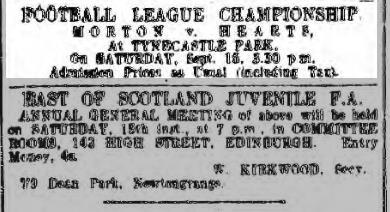 FOOTBALL LEAGUE CHAMPIONSHIP
MORTON v. HEARTS,
At TYNECASTLE PARK.
On SATURDAY, Sept. 15, 3.30 p.m.
Admission Prices as Usual (including Tax).
EAST OF SCOTLAND JUVENILE F.A.
ANNUAL GENERAL MEETING of above will be held
on SATURDAY, 15th inst., at 7 p.m., in COMMITTEE
ROOMS, 143 HIGH STREET, EDINBURGH. Entry
Money,
KIRKWOOD, Secy.
79 Dean Park, Newtongrange.